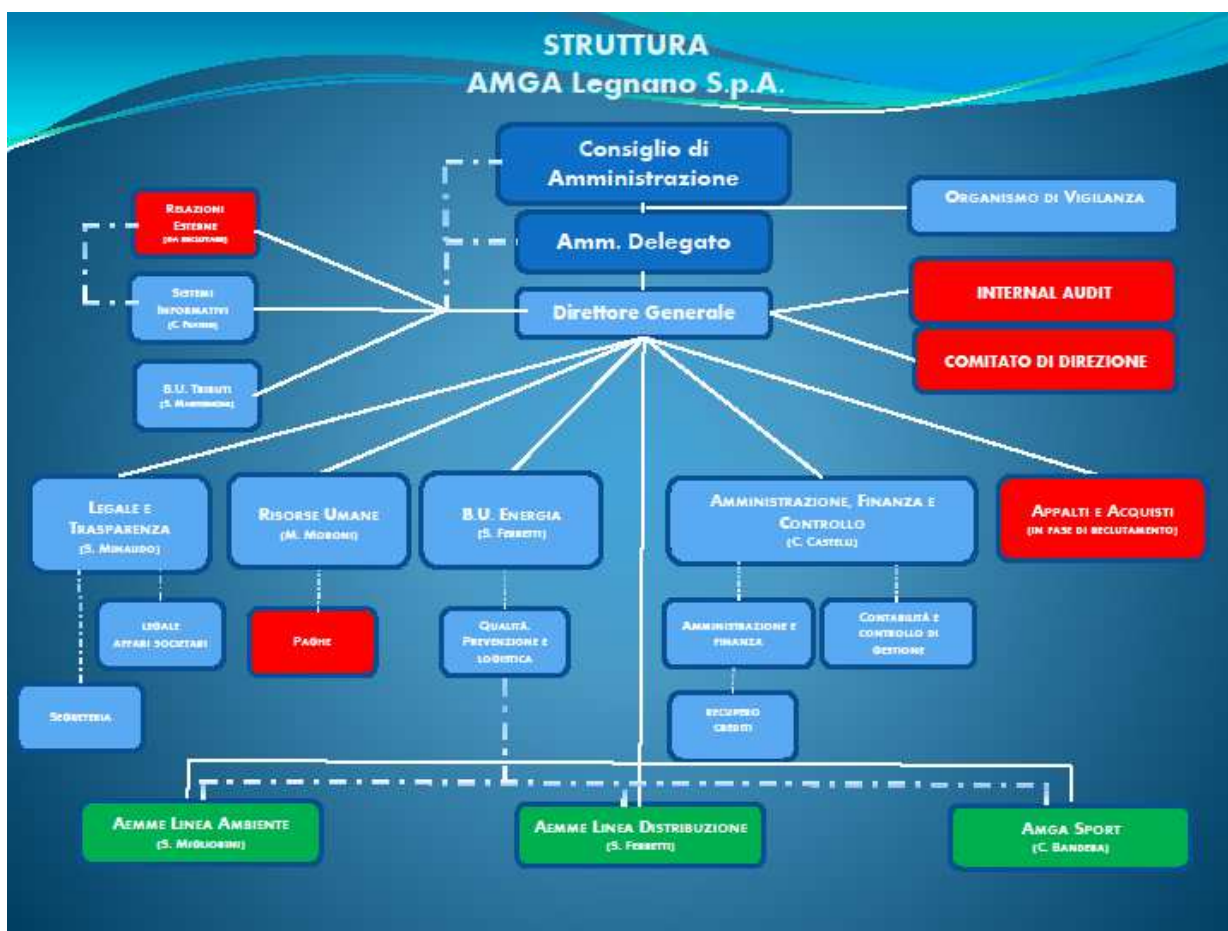 STRUTTURA
AMGA Legnano S.p.A.
Consiglio di
Amministrazione
ORGANISMO DI VIGILANZA
RELAZIONI
ESTERNE
(DA RECLUTARE)
Amm. Delegato
SISTEMI
INFORMATIVI
(C.
Direttore Generale
INTERNAL AUDIT
COMITATO DI DIREZIONE
B.U. TRIBUTI
(S.
LEGALE E
TRASPARENZA
(S. MINAUDO)
RISORSE UMANE
(M. MORONI)
B.U. ENERGIA
(S. FERRETTI)
AMMINISTRAZIONE, FINANZA E
CONTROLLO
(C. CASTELLI)
APPALTI E ACQUISTI
(IN FASE DI RECLUTAMENTO)
LEGALE
AFFARI SOCIETARI
PAGHE
QUALITÀ,
PREVENZIONE E
LOGISTICA
AMMINISTRAZIONE E
FINANZA
CONTABILITÀ E
CONTROLLO DI
GESTIONE
SEGRETERIA
RECUPERO
CREDITI
AEMME LINEA AMBIENTE
(S. MIGLIORINI)
AEMME LINEA DISTRIBUZIONE
(S. FERRETTI)
AMGA SPORT
(C. BANDERA)